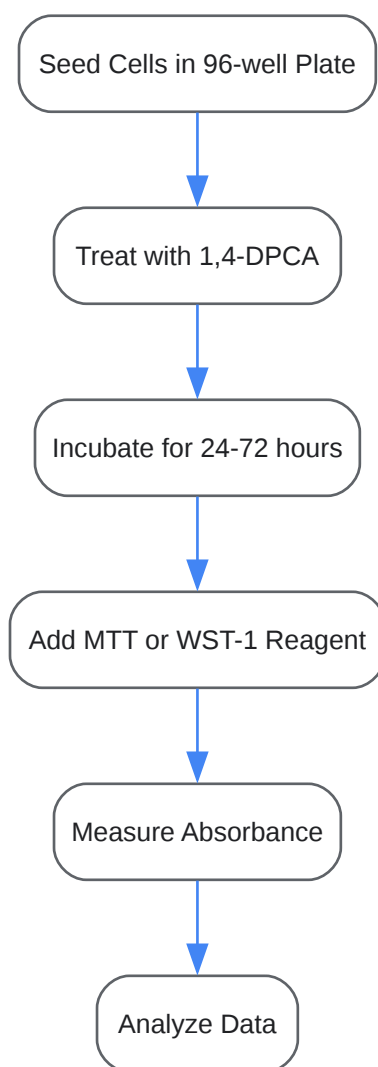 Seed Cells in 96-well Plate
Treat with 1,4-DPCA
Incubate for 24-72 hours
Add MTT or WST-1 Reagent
Measure Absorbance
Analyze Data